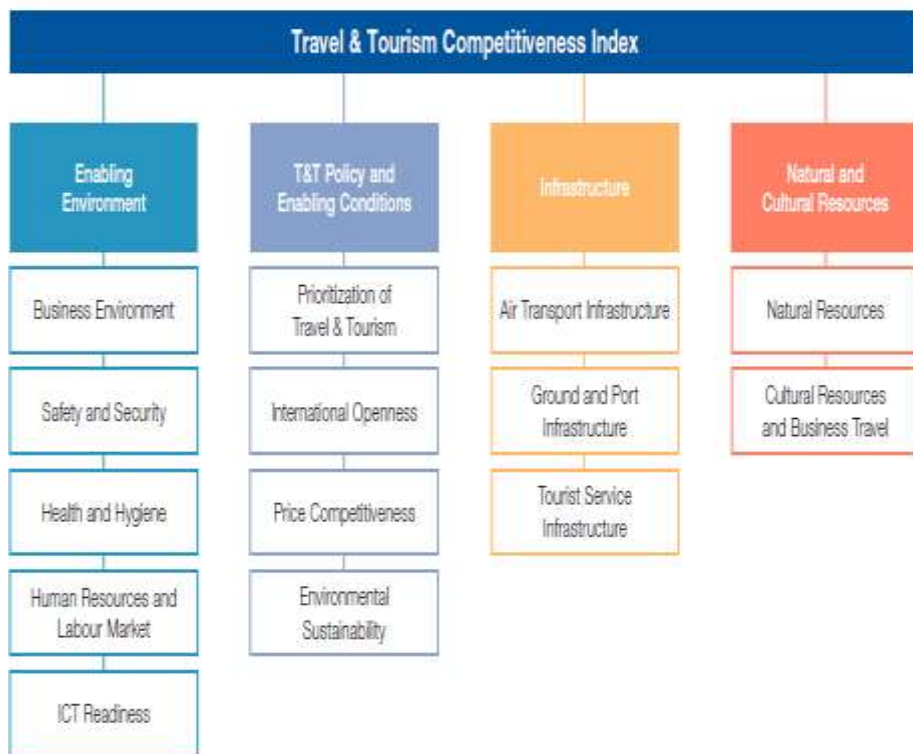 Travel & Tourism Competitiveness Index
Enabling
Environment
Business Environment
Safety and Security
Health and Hygiene
Human Resources and
Labour Market
ICT Readiness
T&T Policy and
Enabling Conditions
Prioritization of
Travel & Tourism
International Openness
Price Competitiveness
Environmental
Sustainability
Infrastructure
Air Transport Infrastructure
Ground and Port
Infrastructure
Tourist Service
Infrastructure
Natural and
Cultural Resources
Natural Resources
Cultural Resources
and Business Travel